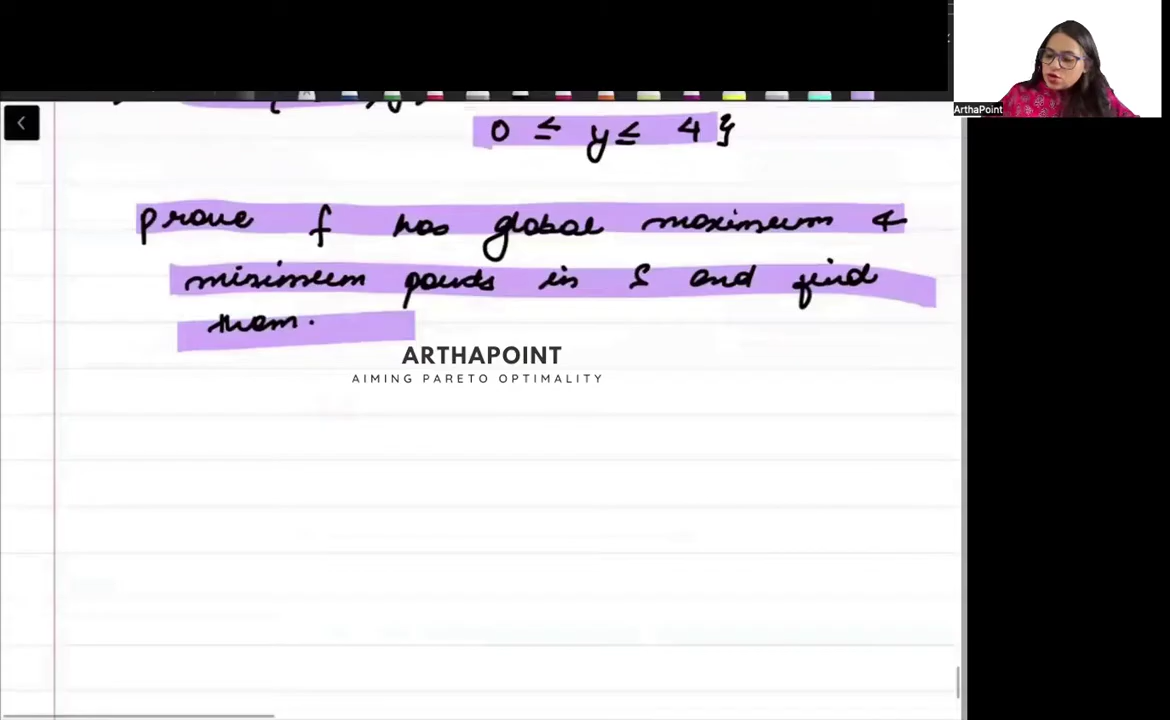 0 ≤ y ≤ 4 }
prove f has global maximum &
minimum points in S and find
them.
ARTHAPOINT
AIMING PARETO OPTIMALITY
ArthaPoint